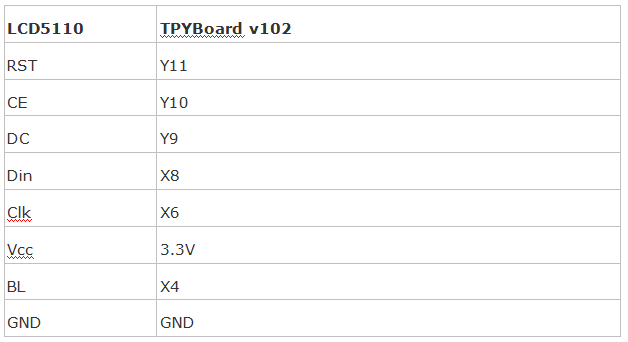 LCD5110 TPYBoard v102
RST Y11
CE Y10
DC Y9
Din X8
Clk X6
Vcc 3.3V
BL X4
GND GND